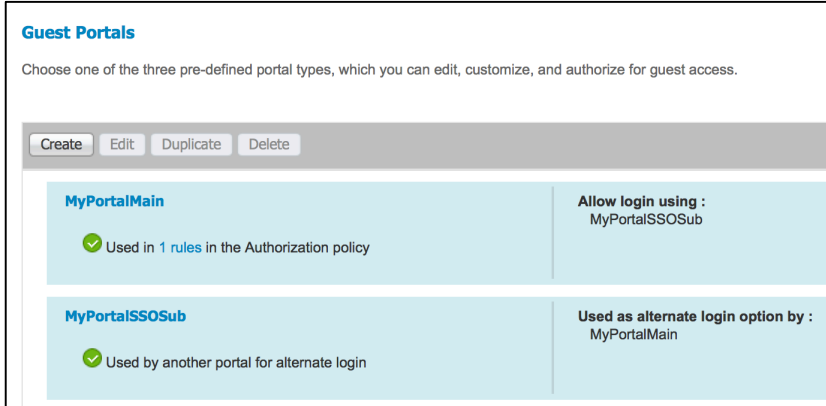 Guest Portals
Choose one of the three pre-defined portal types, which you can edit, customize, and authorize for guest access.
Create Edit Duplicate Delete
MyPortalMain
Used in 1 rules in the Authorization policy
Allow login using :
MyPortalSSOSub
MyPortalSSOSub
Used by another portal for alternate login
Used as alternate login option by :
MyPortalMain